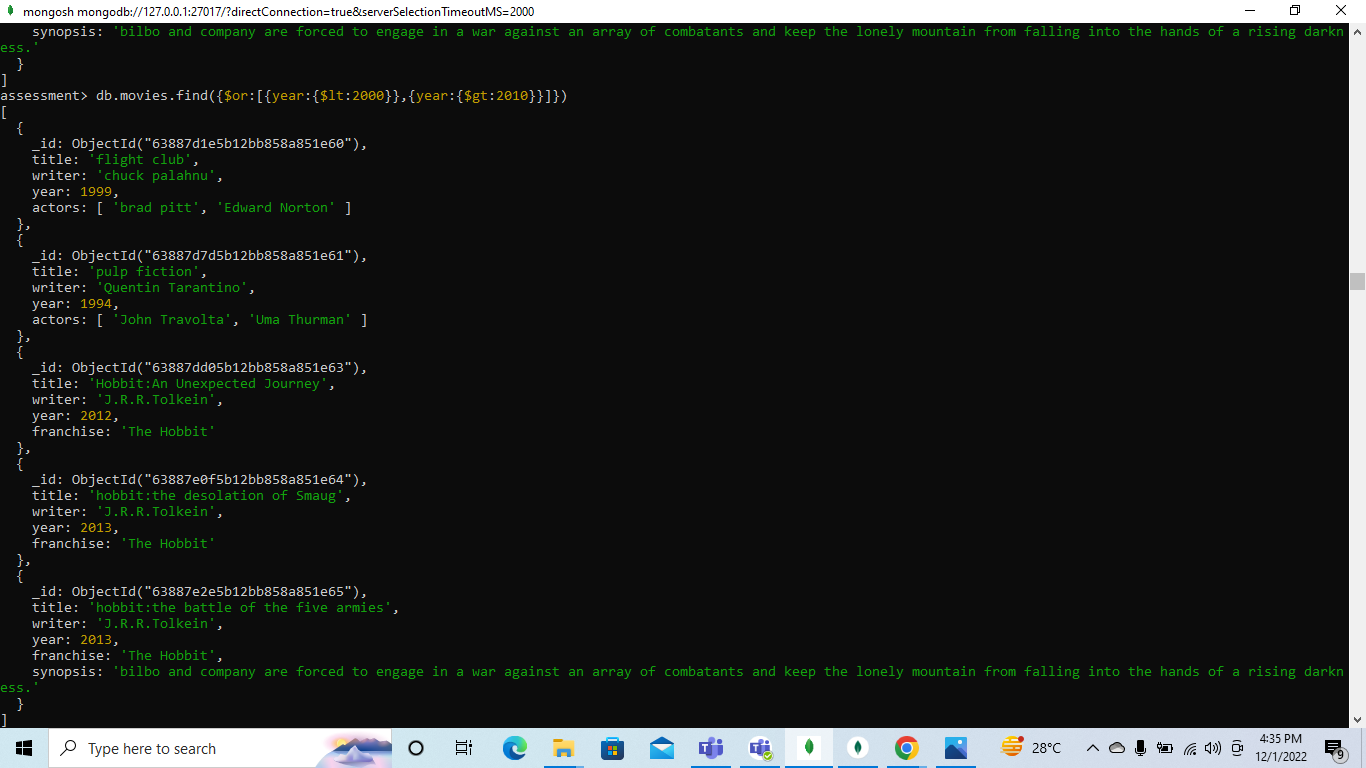 mongosh mongodb://127.0.0.1:27017/?directConnection=true&serverSelectionTimeoutMS=2000
    synopsis: 'bilbo and company are forced to engage in a war against an array of combatants and keep the lonely mountain from falling into the hands of a rising darkn
ess.'
  }
]
assessment> db.movies.find({$or:[{year:{$lt:2000}},{year:{$gt:2010}}]})
[
  {
    _id: ObjectId("63887d1e5b12bb858a851e60"),
    title: 'flight club',
    writer: 'chuck palahnu',
    year: 1999,
    actors: [ 'brad pitt', 'Edward Norton' ]
  },
  {
    _id: ObjectId("63887d7d5b12bb858a851e61"),
    title: 'pulp fiction',
    writer: 'Quentin Tarantino',
    year: 1994,
    actors: [ 'John Travolta', 'Uma Thurman' ]
  },
  {
    _id: ObjectId("63887dd05b12bb858a851e63"),
    title: 'Hobbit:An Unexpected Journey',
    writer: 'J.R.R.Tolkein',
    year: 2012,
    franchise: 'The Hobbit'
  },
  {
    _id: ObjectId("63887e0f5b12bb858a851e64"),
    title: 'hobbit:the desolation of Smaug',
    writer: 'J.R.R.Tolkein',
    year: 2013,
    franchise: 'The Hobbit'
  },
  {
    _id: ObjectId("63887e2e5b12bb858a851e65"),
    title: 'hobbit:the battle of the five armies',
    writer: 'J.R.R.Tolkein',
    year: 2013,
    franchise: 'The Hobbit',
    synopsis: 'bilbo and company are forced to engage in a war against an array of combatants and keep the lonely mountain from falling into the hands of a rising darkn
ess.'
  }
]
Type here to search
28°C
4:35 PM
12/1/2022
9